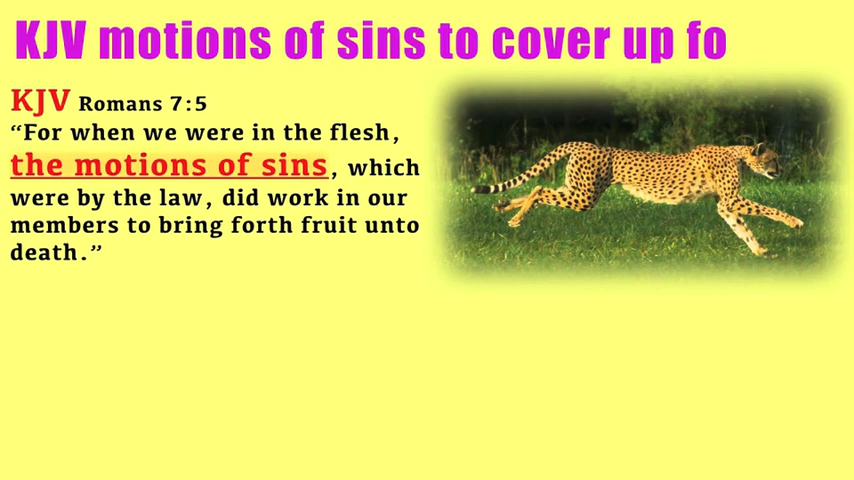 KJV motions of sins to cover up fo
KJV Romans 7:5
“For when we were in the flesh,
the motions of sins, which
were by the law, did work in our
members to bring forth fruit unto
death.”